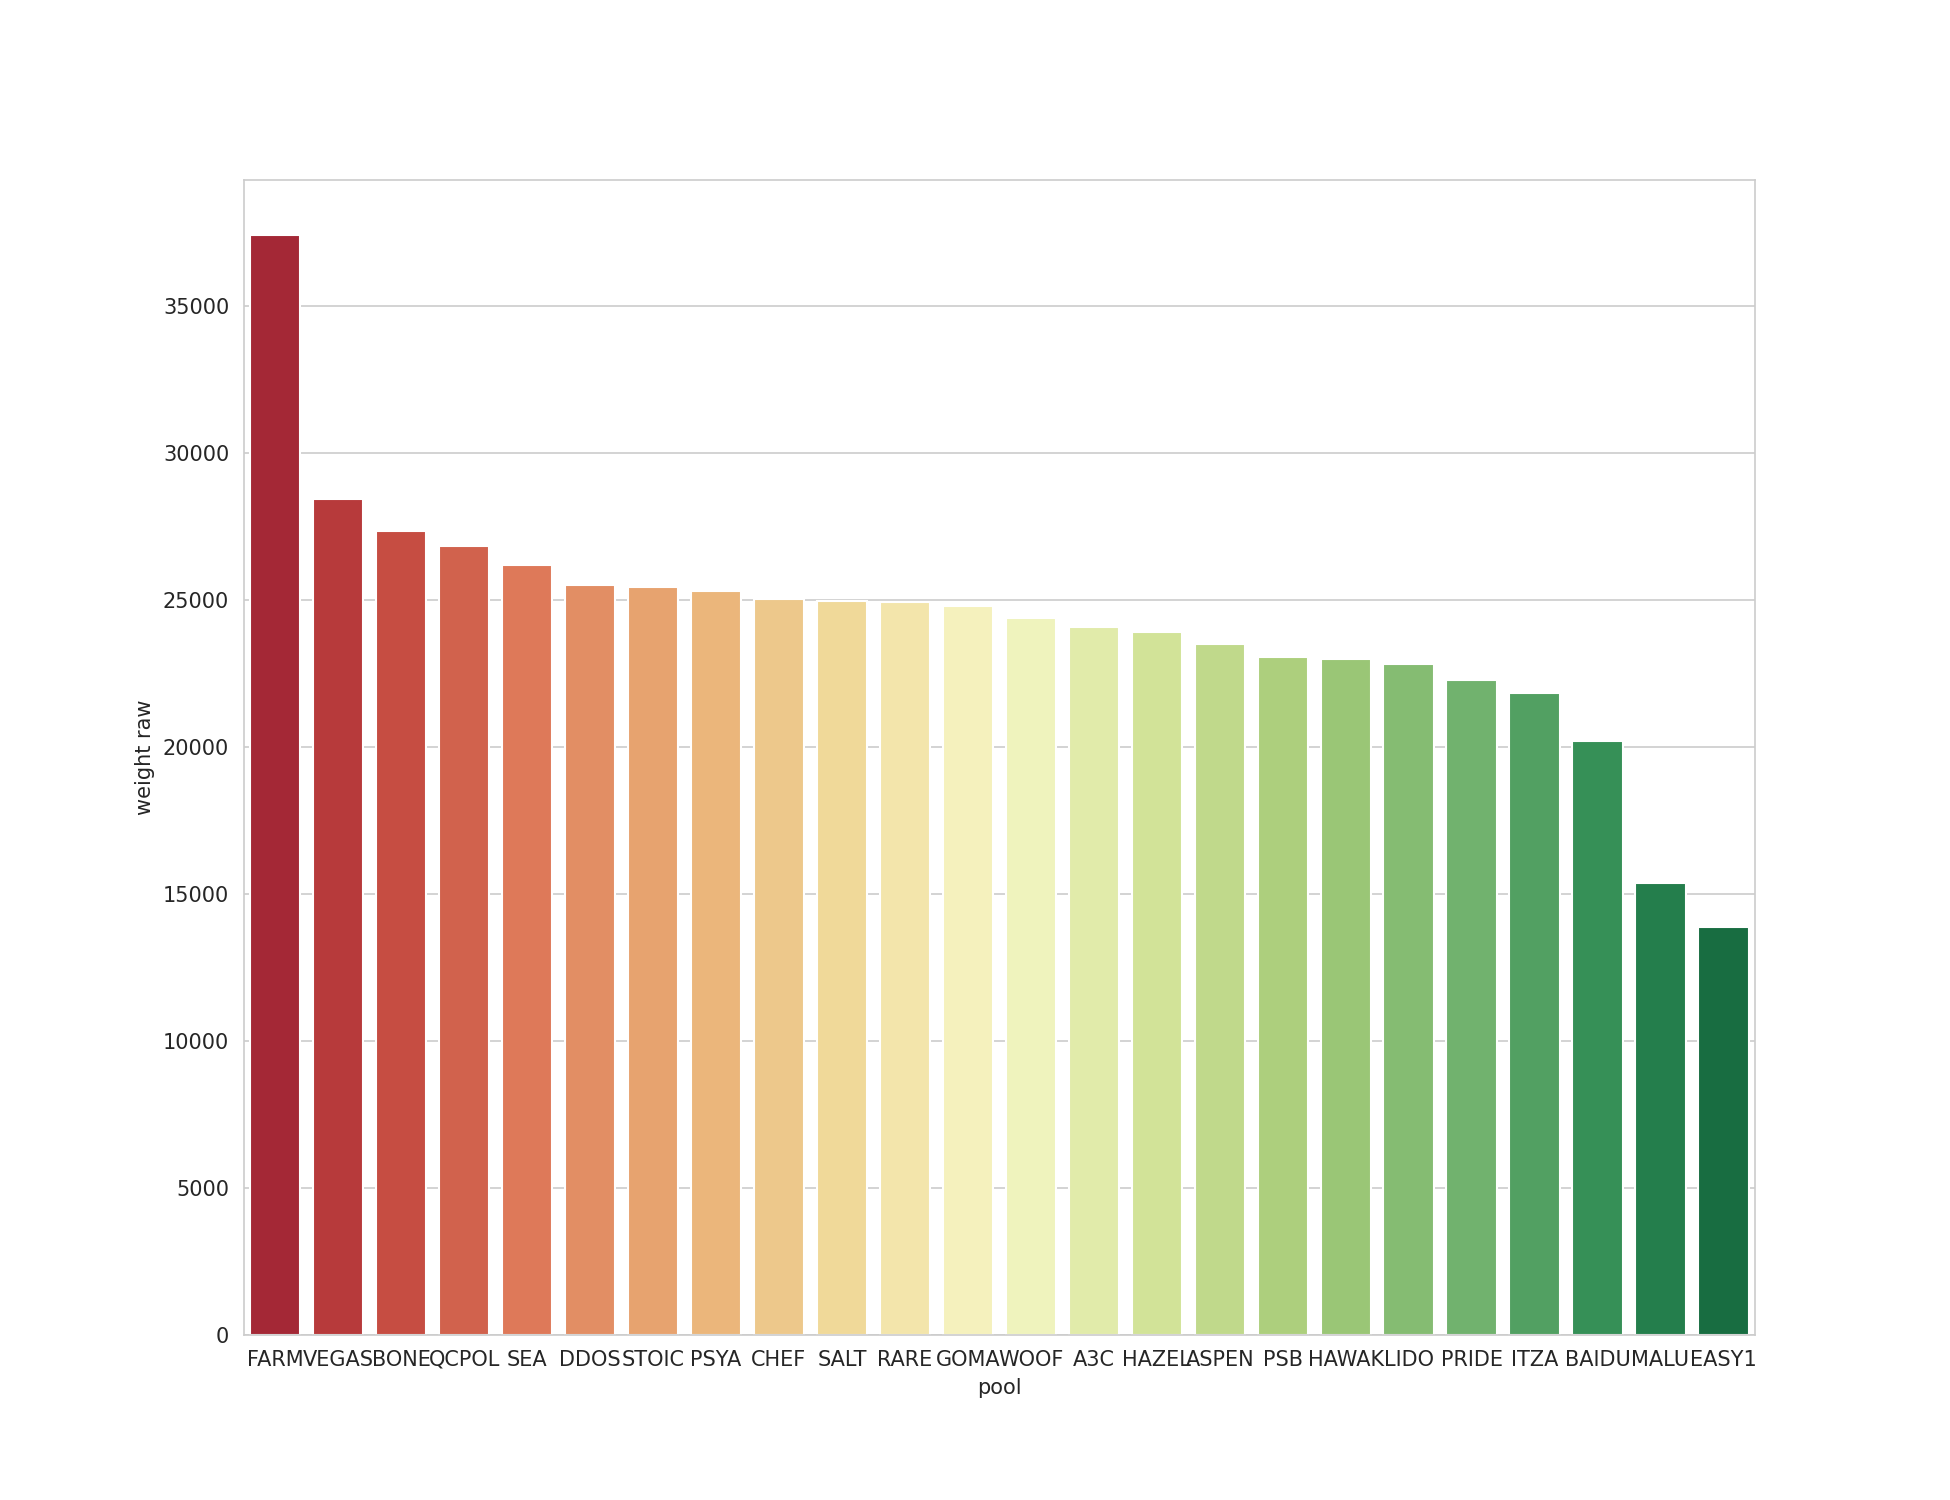 35000
30000
25000
20000
15000
10000
5000
0
weight raw
FARM VEGAS BONE QCPOL SEA DDOS STOIC PSYA CHEF SALT RARE GOMA WOOF A3C HAZEL ASPEN PSB HAWAK LIDO PRIDE ITZA BAIDU MALU EASY1
pool